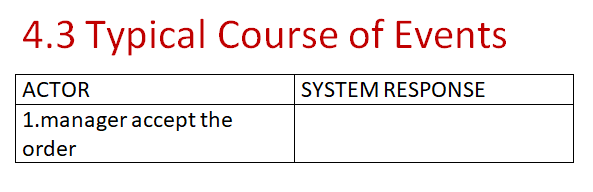 4.3 Typical Course of Events
ACTOR
SYSTEM RESPONSE
1.manager accept the
order